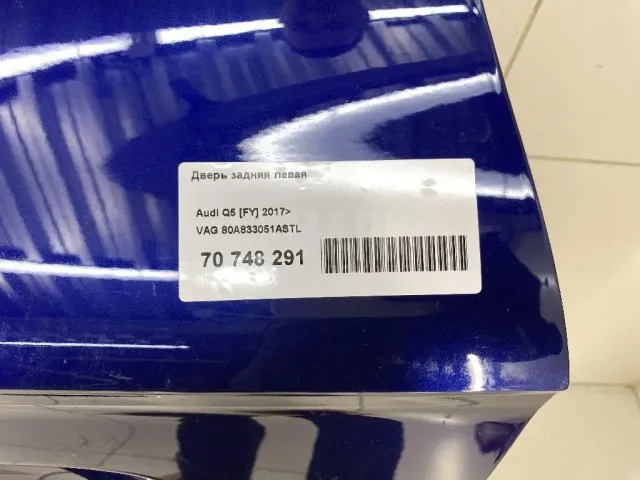 Дверь задняя левая
Audi Q5 [FY] 2017>
VAG 80A833051ASTL
70 748 291